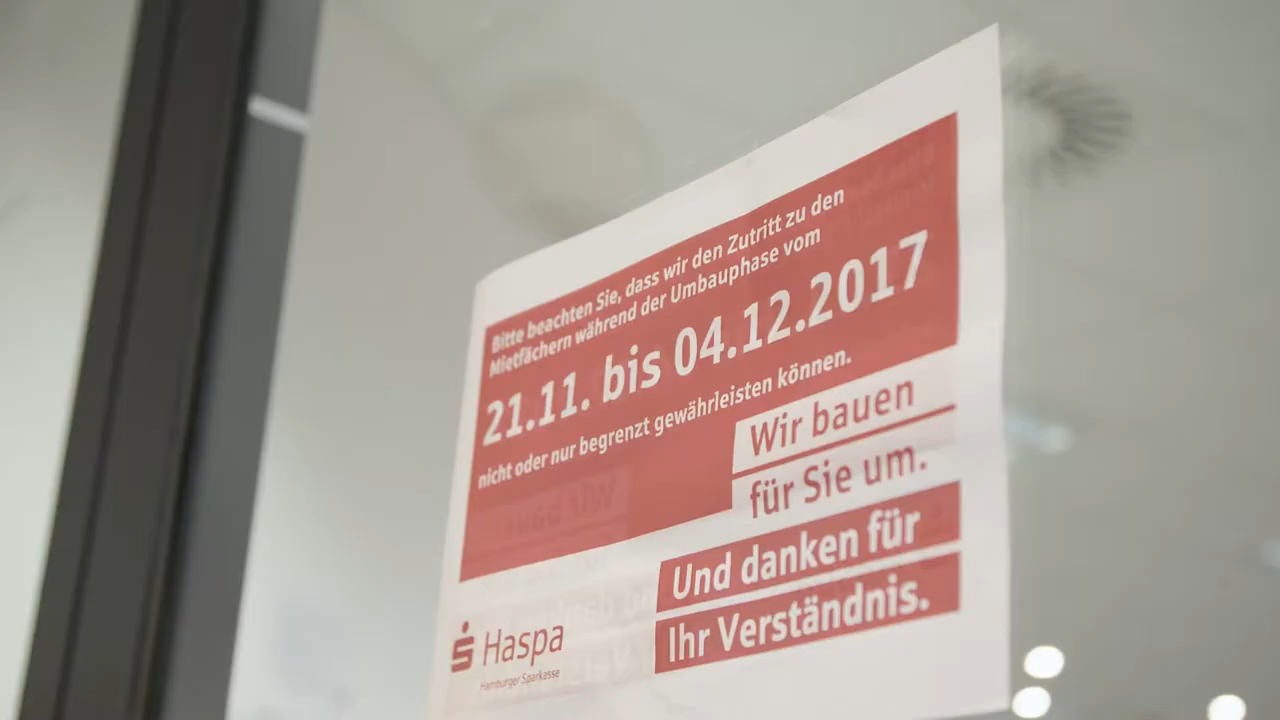 Bitte beachten Sie, dass wir den Zutritt zu den
Mietfächern während der Umbauphase vom
21.11. bis 04.12.2017
nicht oder nur begrenzt gewährleisten können.
Wir bauen
für Sie um.
Und danken für
Ihr Verständnis.
Haspa
Hamburger Sparkasse